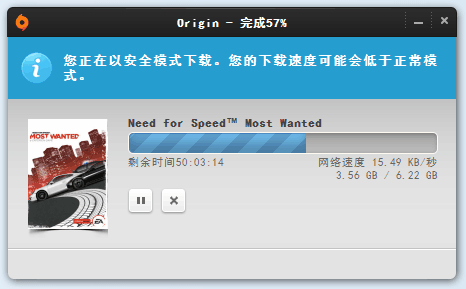 Origin - 完成57%
您正在以安全模式下载。您的下载速度可能会低于正常模
式。
Need for Speed™ Most Wanted
剩余时间50:03:14
网络速度 15.49 KB/秒
3.56 GB / 6.22 GB
MOST WANTED
EA